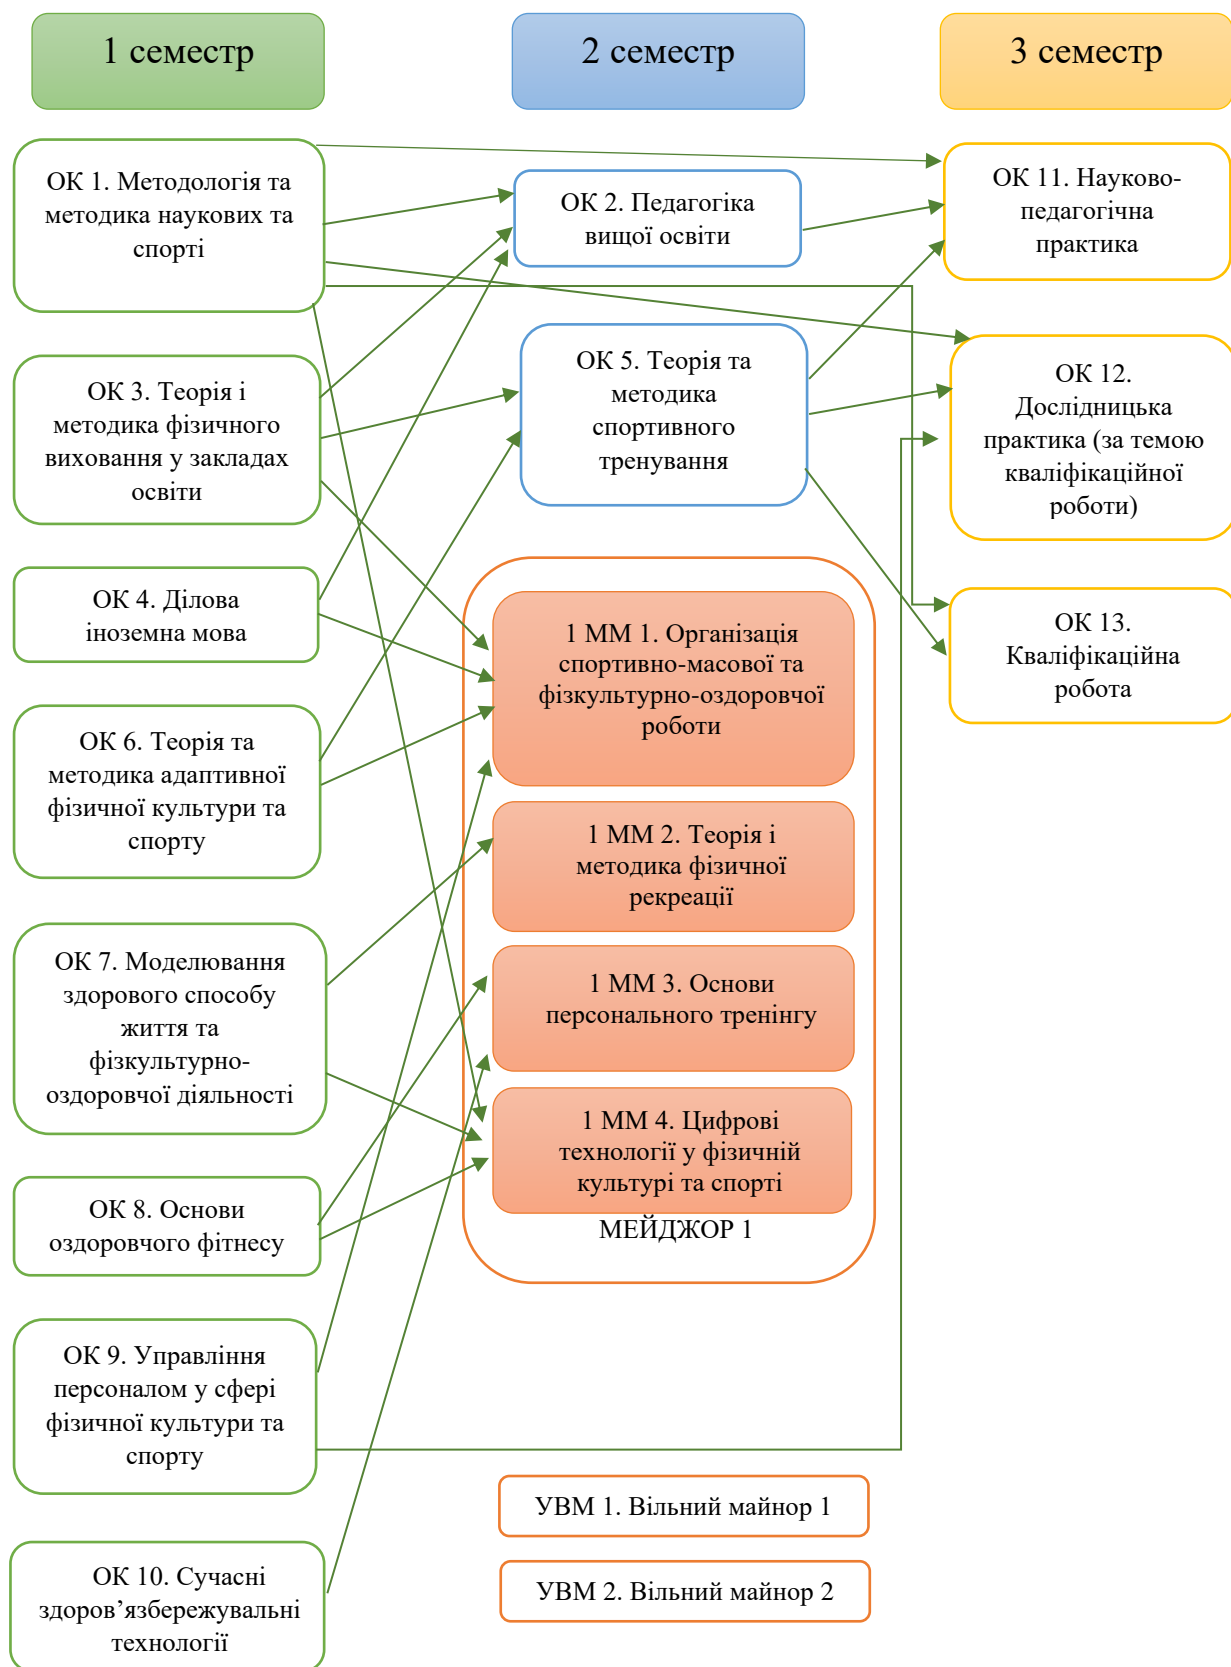 1 семестр
2 семестр
3 семестр
ОК 1. Методологія та
методика наукових та
спорті
ОК 3. Теорія і
методика фізичного
виховання у закладах
освіти
ОК 4. Ділова
іноземна мова
ОК 6. Теорія та
методика адаптивної
фізичної культури та
спорту
ОК 7. Моделювання
здорового способу
життя та
фізкультурно-
оздоровчої діяльності
ОК 8. Основи
оздоровчого фітнесу
ОК 9. Управління
персоналом у сфері
фізичної культури та
спорту
ОК 10. Сучасні
здоров’язбережувальні
технології
ОК 2. Педагогіка
вищої освіти
ОК 5. Теорія та
методика
спортивного
тренування
1 ММ 1. Організація
спортивно-масової та
фізкультурно-оздоровчої
роботи
1 ММ 2. Теорія і
методика фізичної
рекреації
1 ММ 3. Основи
персонального тренінгу
1 ММ 4. Цифрові
технології у фізичній
культурі та спорті
МЕЙДЖОР 1
УВМ 1. Вільний майнор 1
УВМ 2. Вільний майнор 2
ОК 11. Науково-
педагогічна
практика
ОК 12.
Дослідницька
практика (за темою
кваліфікаційної
роботи)
ОК 13.
Кваліфікаційна
робота